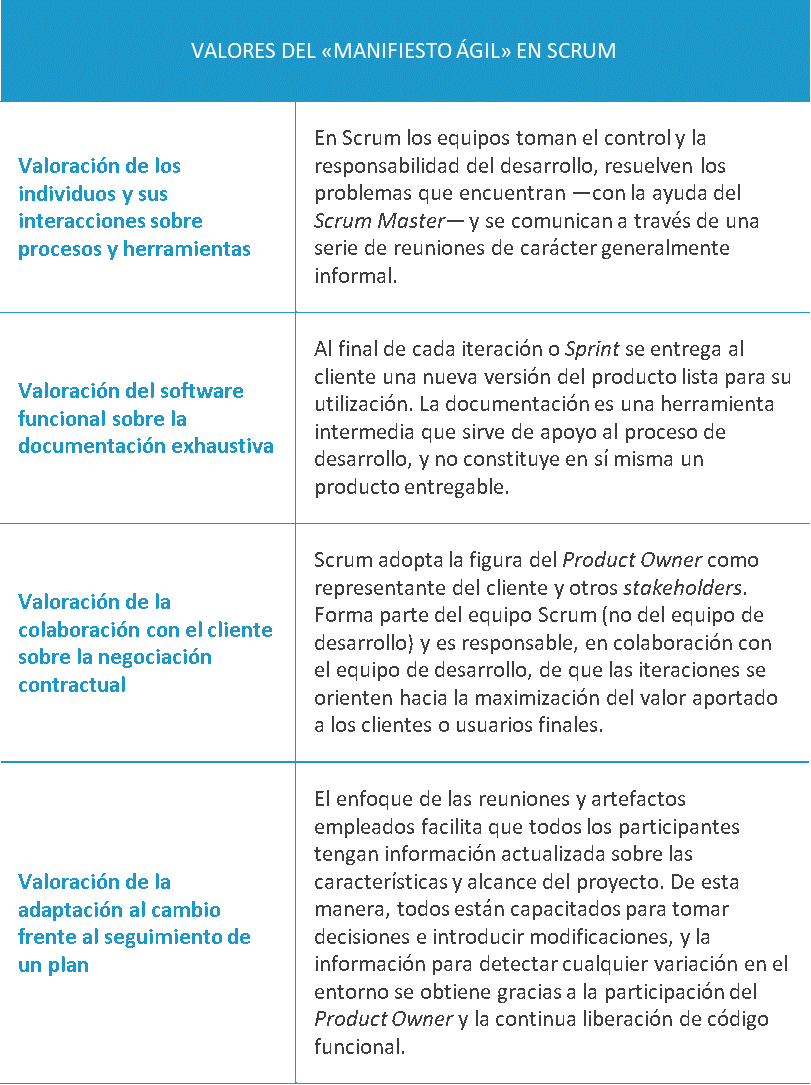 VALORES DEL «MANIFIESTO ÁGIL» EN SCRUM
Valoración de los
individuos y sus
interacciones sobre
procesos y herramientas
En Scrum los equipos toman el control y la
responsabilidad del desarrollo, resuelven los
problemas que encuentran —con la ayuda del
Scrum Master— y se comunican a través de una
serie de reuniones de carácter generalmente
informal.
Valoración del software
funcional sobre la
documentación exhaustiva
Al final de cada iteración o Sprint se entrega al
cliente una nueva versión del producto lista para su
utilización. La documentación es una herramienta
intermedia que sirve de apoyo al proceso de
desarrollo, y no constituye en sí misma un
producto entregable.
Valoración de la
colaboración con el cliente
sobre la negociación
contractual
Scrum adopta la figura del Product Owner como
representante del cliente y otros stakeholders.
Forma parte del equipo Scrum (no del equipo de
desarrollo) y es responsable, en colaboración con
el equipo de desarrollo, de que las iteraciones se
orienten hacia la maximización del valor aportado
a los clientes o usuarios finales.
Valoración de la
adaptación al cambio
frente al seguimiento de
un plan
El enfoque de las reuniones y artefactos
empleados facilita que todos los participantes
tengan información actualizada sobre las
características y alcance del proyecto. De esta
manera, todos están capacitados para tomar
decisiones e introducir modificaciones, y la
información para detectar cualquier variación en el
entorno se obtiene gracias a la participación del
Product Owner y la continua liberación de código
funcional.